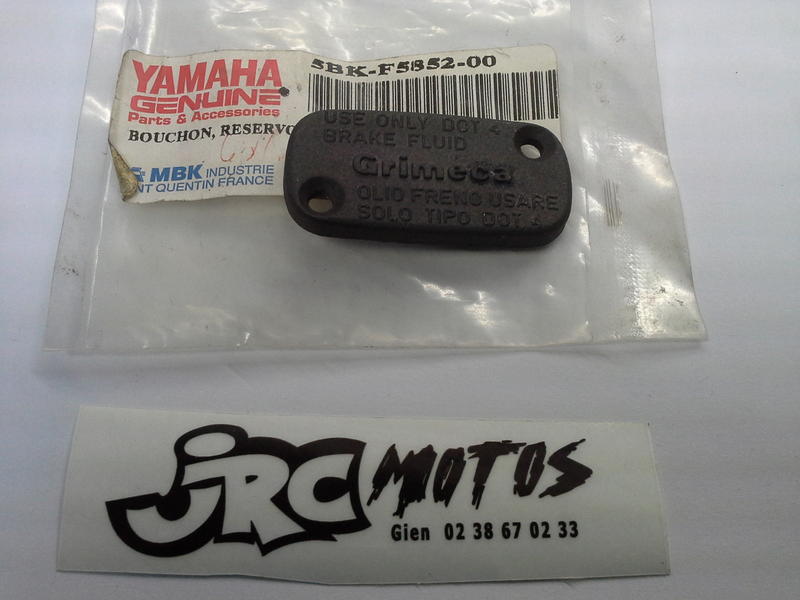 YAMAHA
GENUINE
Parts & Accessories
BOUCHON, RESERVO
MBK INDUSTRIE
NT QUENTIN FRANCE
5BK-F5852-00
USE ONLY DOT 4
BRAKE FLUID
Grimeca
OLIO FRENO USARE
SOLO TIPO DOT 4
JRC MOTOS
Gien 02 38 67 02 33